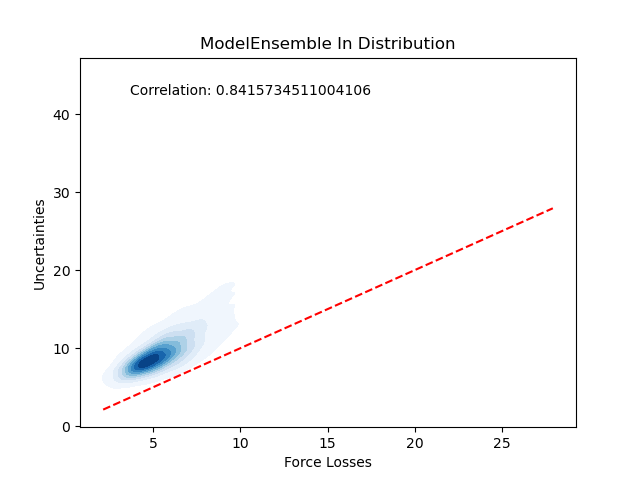 ModelEnsemble In Distribution
Correlation: 0.8415734511004106
Uncertainties
40
30
20
10
0
5
10
15
20
25
Force Losses